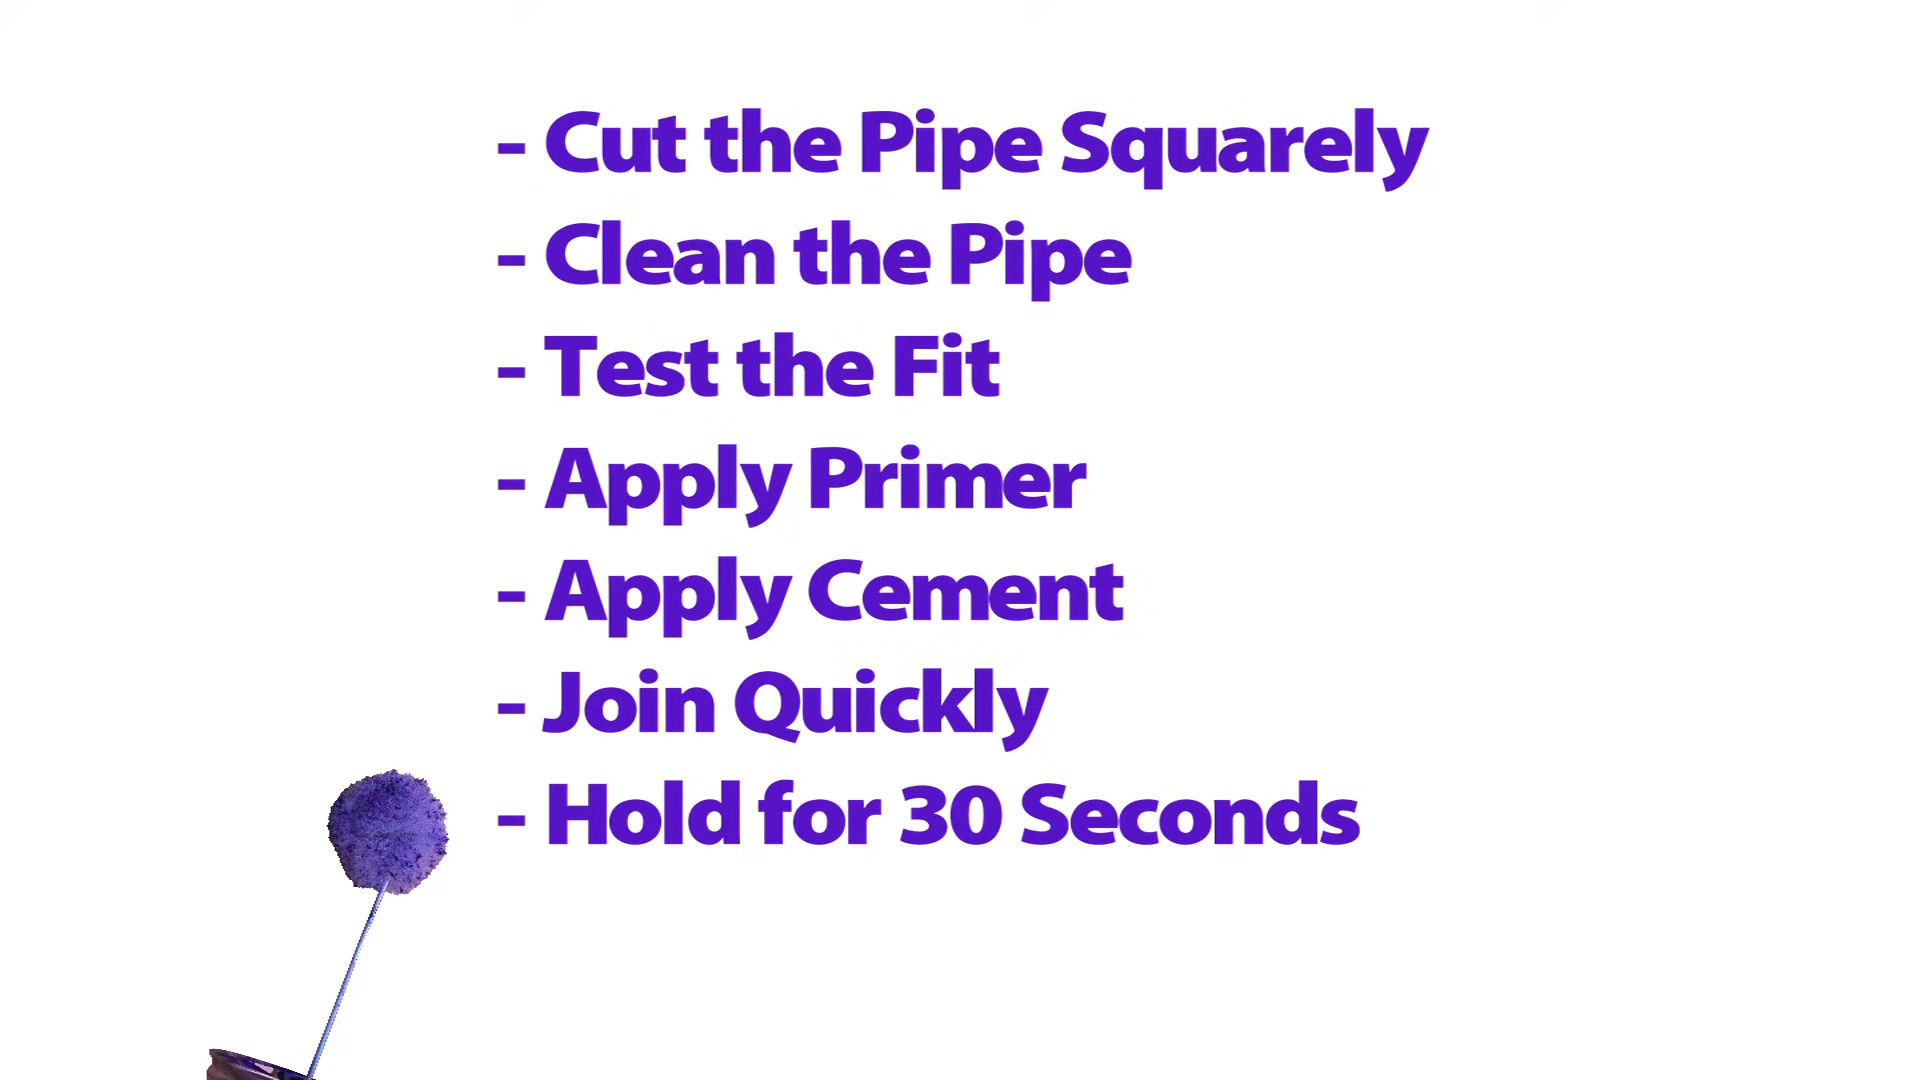 - Cut the Pipe Squarely
- Clean the Pipe
- Test the Fit
- Apply Primer
- Apply Cement
- Join Quickly
- Hold for 30 Seconds